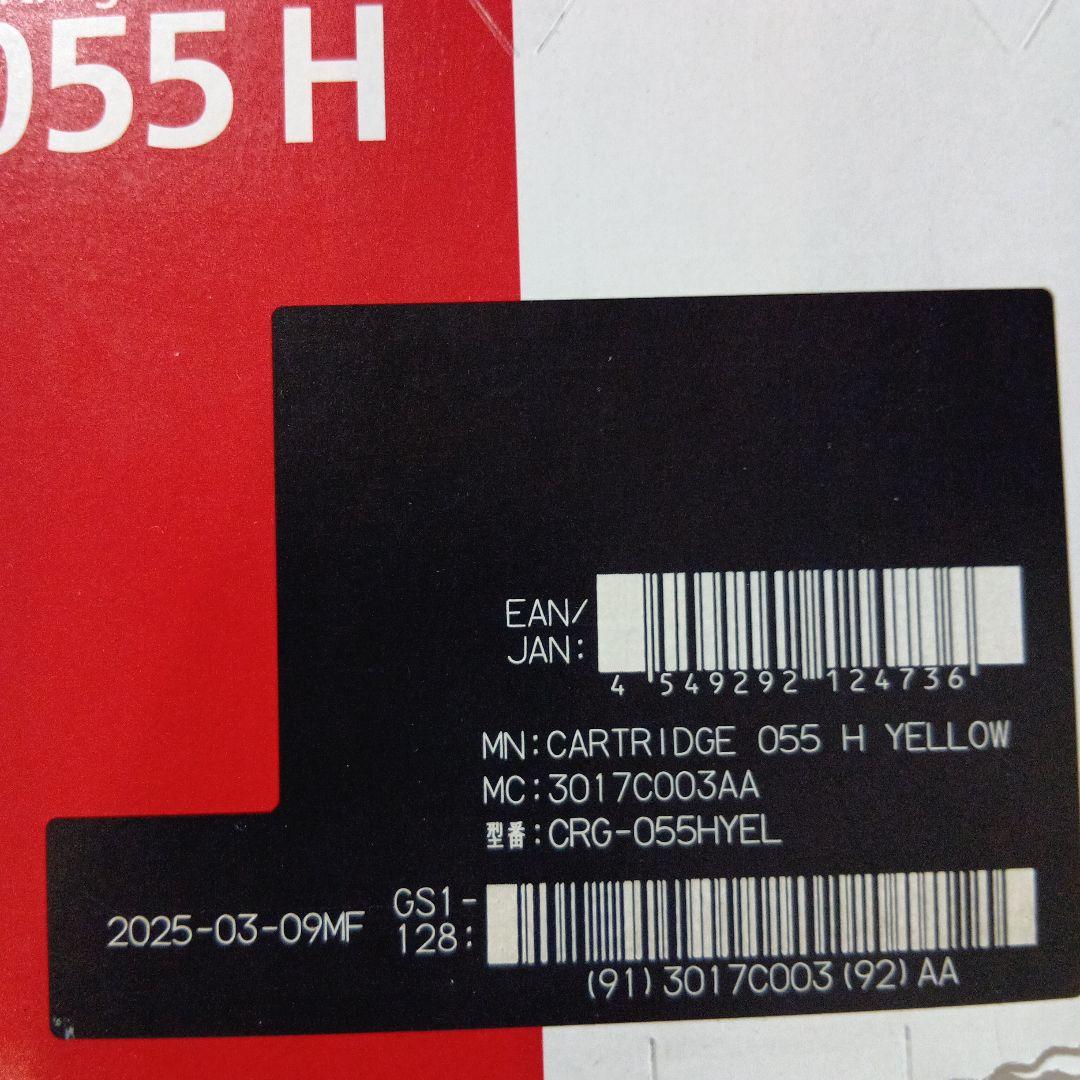 055 H
EAN/
JAN:
4 549292 124736
MN:CARTRIDGE 055 H YELLOW
MC:3017C003AA
型番:CRG-055HYEL
2025-03-09MF
GS1-
128:
(91)3017C003(92)AA